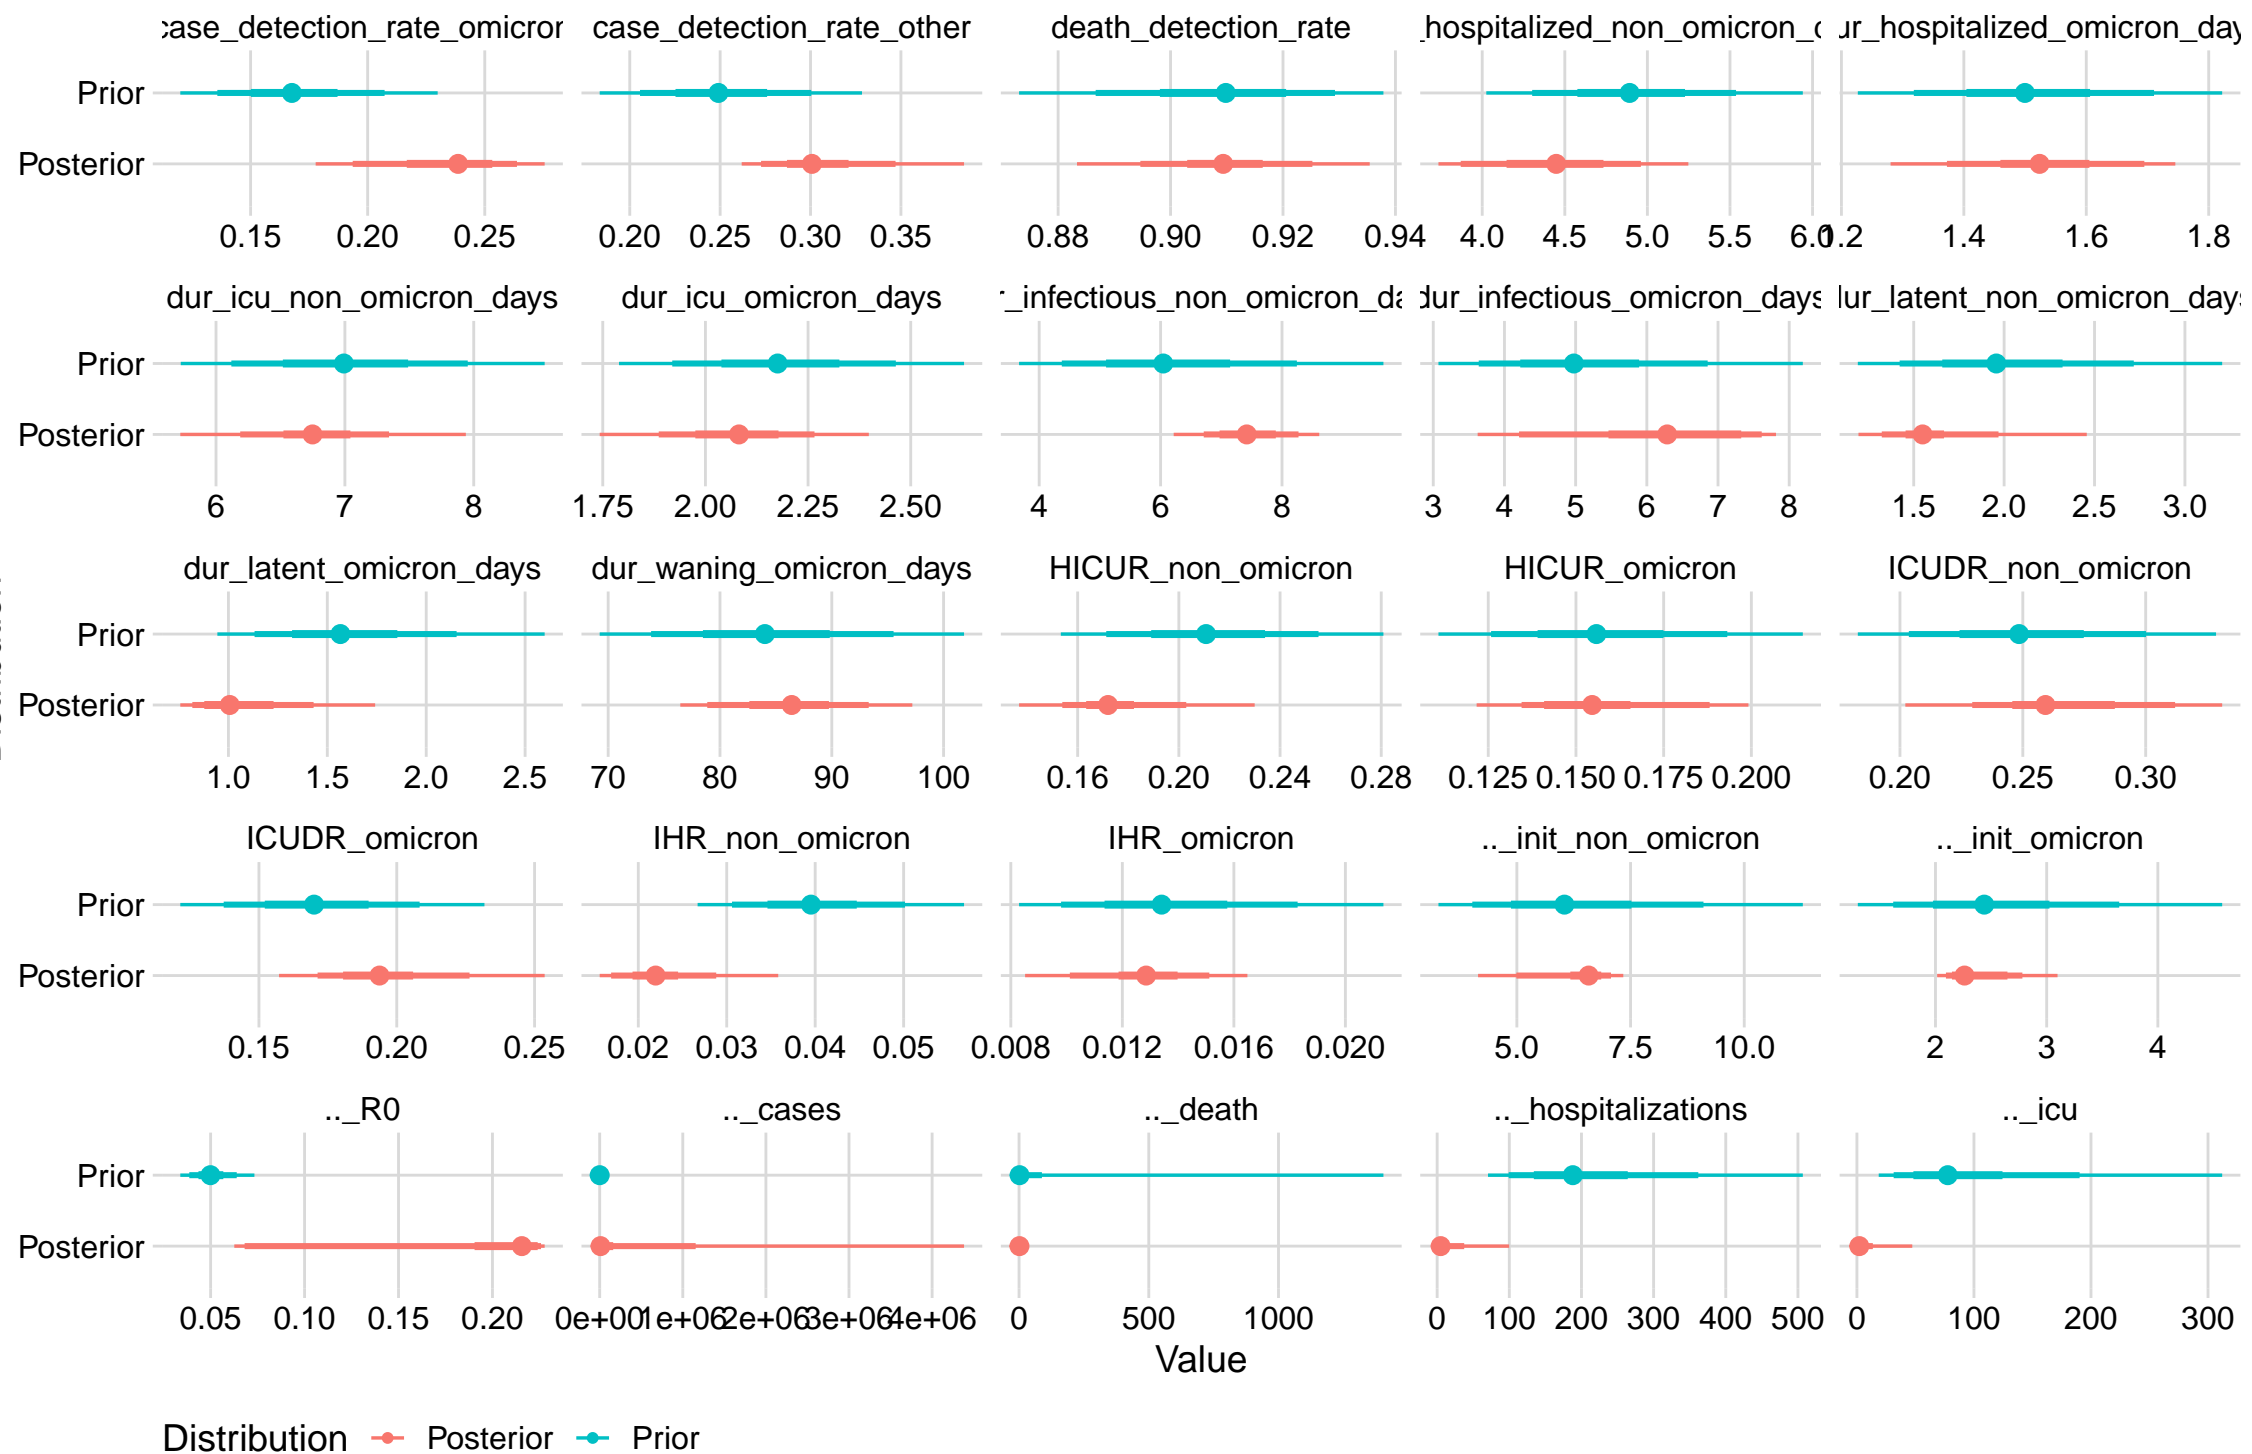 case_detection_rate_omicron case_detection_rate_other death_detection_rate _hospitalized_non_omicron_ ur_hospitalized_omicron_day
Prior
Posterior
0.15 0.20 0.25 0.20 0.25 0.30 0.35 0.88 0.90 0.92 0.94 4.0 4.5 5.0 5.5 6.0 1.2 1.4 1.6 1.8
dur_icu_non_omicron_days dur_icu_omicron_days r_infectious_non_omicron_da dur_infectious_omicron_days dur_latent_non_omicron_days
Prior
Posterior
6 7 8 1.75 2.00 2.25 2.50 4 6 8 3 4 5 6 7 8 1.5 2.0 2.5 3.0
dur_latent_omicron_days dur_waning_omicron_days HICUR_non_omicron HICUR_omicron ICUDR_non_omicron
Prior
Posterior
1.0 1.5 2.0 2.5 70 80 90 100 0.16 0.20 0.24 0.28 0.125 0.150 0.175 0.200 0.20 0.25 0.30
ICUDR_omicron IHR_non_omicron IHR_omicron .._init_non_omicron .._init_omicron
Prior
Posterior
0.15 0.20 0.25 0.02 0.03 0.04 0.05 0.008 0.012 0.016 0.020 5.0 7.5 10.0 2 3 4
.._R0 .._cases .._death .._hospitalizations .._icu
Prior
Posterior
0.05 0.10 0.15 0.20 0e+00 1e+06 2e+06 3e+06 4e+06 0 500 1000 0 100 200 300 400 500 0 100 200 300
Value
Distribution Posterior Prior